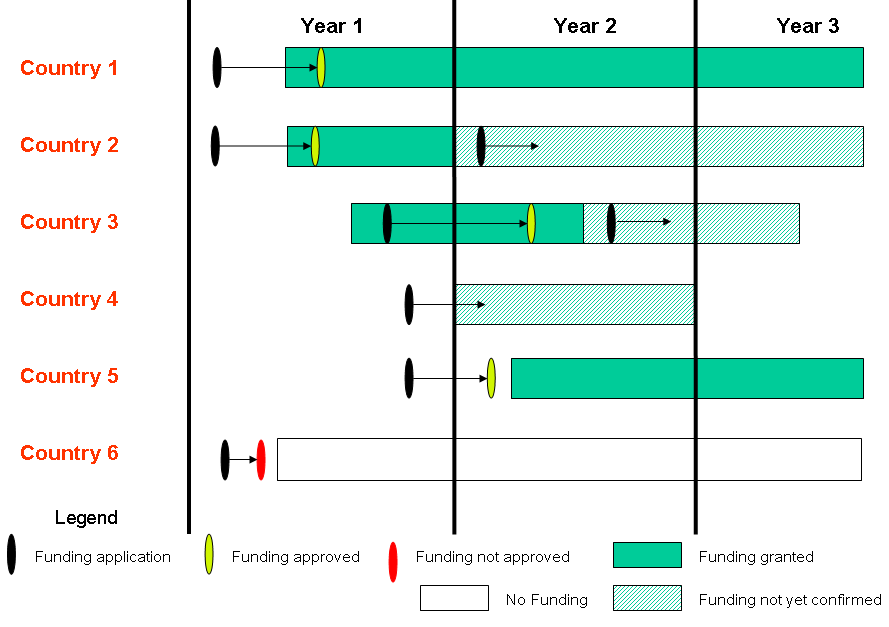 Year 1 Year 2 Year 3
Country 1
Country 2
Country 3
Country 4
Country 5
Country 6
Legend
Funding application Funding approved Funding not approved Funding granted
No Funding Funding not yet confirmed